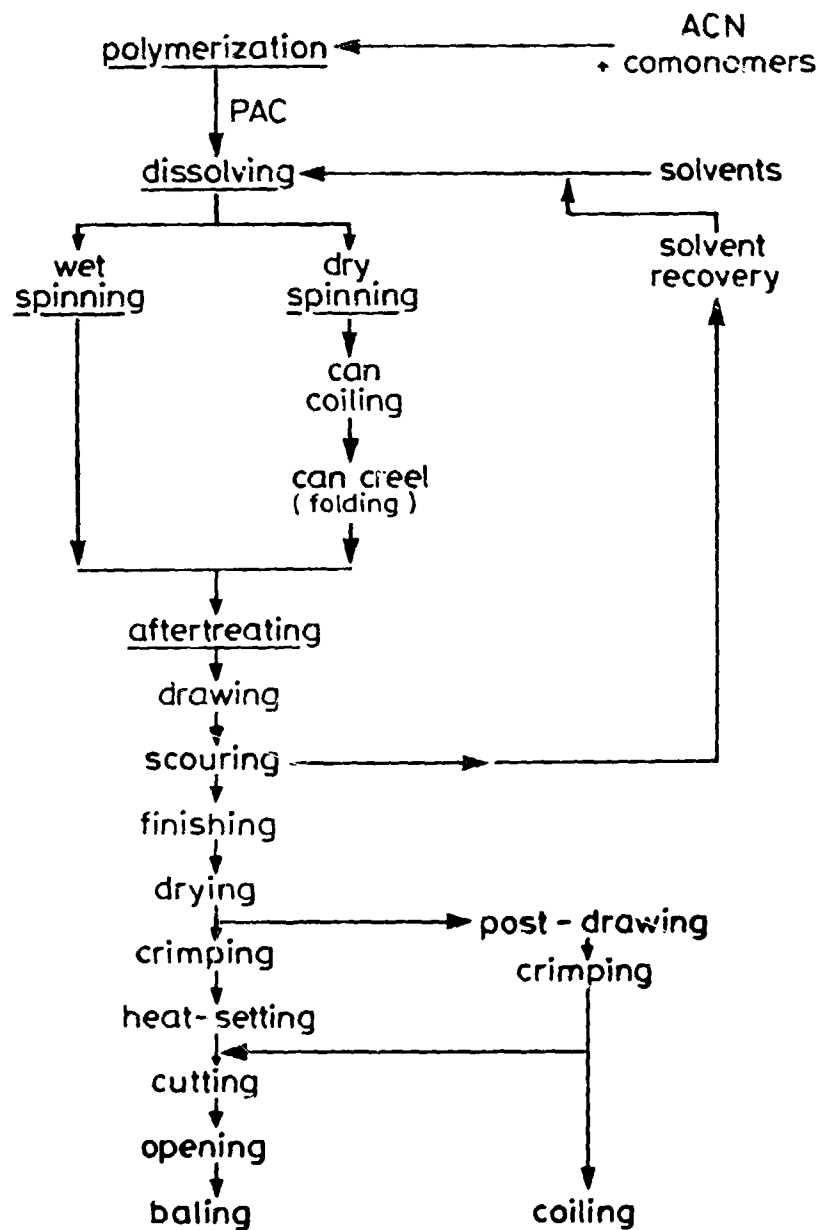 ACN
polymerization
+ comonomers
PAC
dissolving
solvents
wet
spinning
dry
spinning
solvent
recovery
can
coiling
can creel
(folding)
aftertreating
drawing
scouring
finishing
drying
post-drawing
crimping
crimping
heat-setting
cutting
opening
baling
coiling